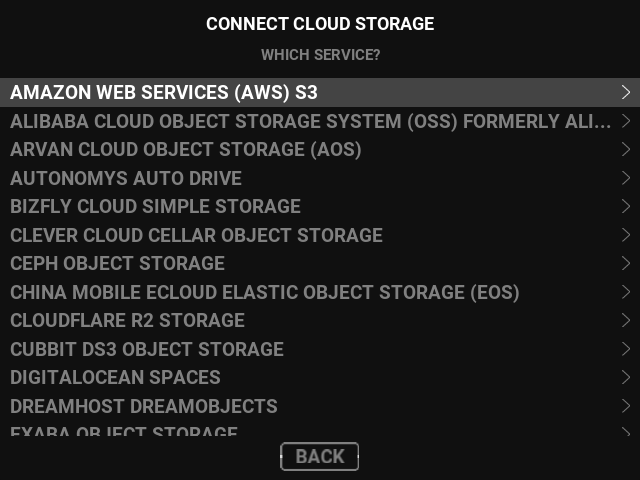 CONNECT CLOUD STORAGE
WHICH SERVICE?
AMAZON WEB SERVICES (AWS) S3
ALIBABA CLOUD OBJECT STORAGE SYSTEM (OSS) FORMERLY ALI...
ARVAN CLOUD OBJECT STORAGE (AOS)
AUTONOMYS AUTO DRIVE
BIZFLY CLOUD SIMPLE STORAGE
CLEVER CLOUD CELLAR OBJECT STORAGE
CEPH OBJECT STORAGE
CHINA MOBILE ECLOUD ELASTIC OBJECT STORAGE (EOS)
CLOUDFLARE R2 STORAGE
CUBBIT DS3 OBJECT STORAGE
DIGITALOCEAN SPACES
DREAMHOST DREAMOBJECTS
EXABA OBJECT STORAGE
BACK